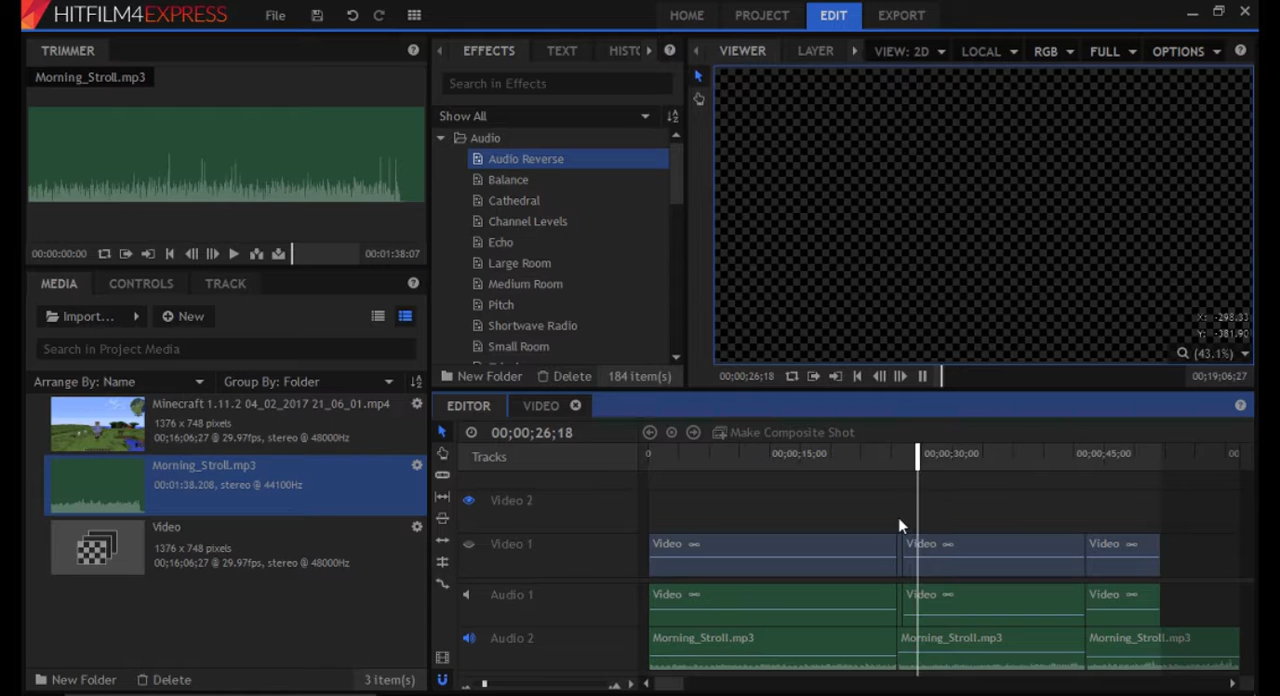 HITFILM4EXPRESS File HOME PROJECT EDIT EXPORT
TRIMMER
Morning_Stroll.mp3
00:00:00:00 00:01:38:07
MEDIA CONTROLS TRACK
Import... New
Search in Project Media
Arrange By: Name Group By: Folder
Minecraft 1.11.2 04_02_2017 21_06_01.mp4
1376 x 748 pixels
00;16;06;27 @ 29.97fps, stereo @ 48000Hz
Morning_Stroll.mp3
00:01:38.208, stereo @ 44100Hz
Video
1376 x 748 pixels
00;16;06;27 @ 29.97fps, stereo @ 48000Hz
New Folder Delete 3 item(s)
EFFECTS TEXT HISTO
Search in Effects
Show All
Audio
Audio Reverse
Balance
Cathedral
Channel Levels
Echo
Large Room
Medium Room
Pitch
Shortwave Radio
Small Room
New Folder Delete 184 item(s)
VIEWER LAYER VIEW: 2D LOCAL RGB FULL OPTIONS
X: -298.33
Y: -381.90
(43.1%)
00;00;26;18 00;19;06;27
EDITOR VIDEO
00;00;26;18 Make Composite Shot
Tracks 0 00;00;15;00 00;00;30;00 00;00;45;00 00
Video 2
Video 1 Video Video Video
Audio 1 Video Video Video
Audio 2 Morning_Stroll.mp3 Morning_Stroll.mp3 Morning_Stroll.mp3